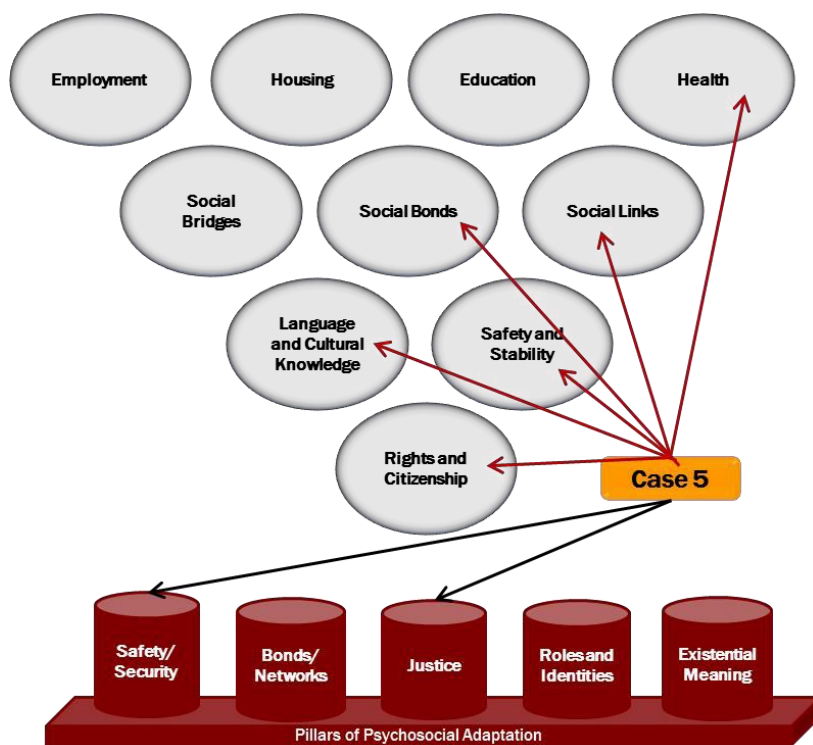 Employment
Housing
Education
Health
Social
Bridges
Social Bonds
Social Links
Language
and Cultural
Knowledge
Safety and
Stability
Rights and
Citizenship
Case 5
Safety/
Security
Bonds/
Networks
Justice
Roles and
Identities
Existential
Meaning
Pillars of Psychosocial Adaptation